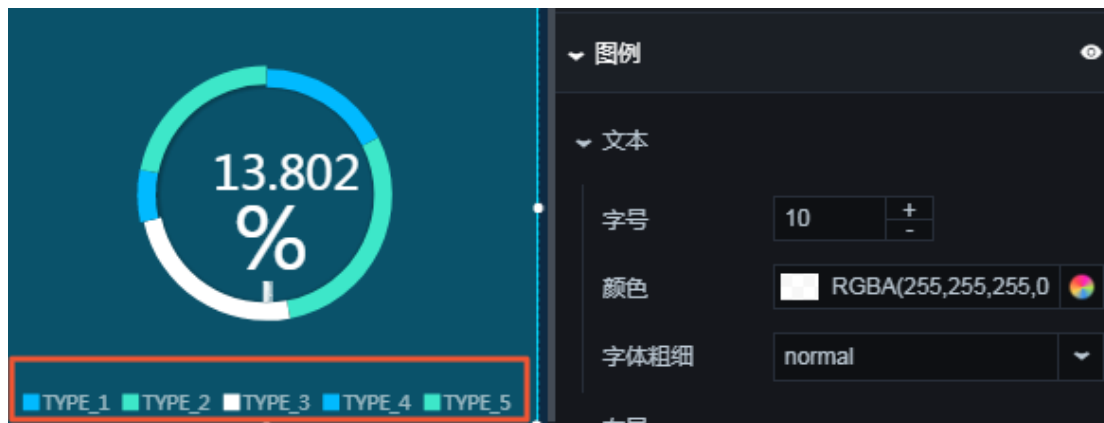 13.802
%
TYPE_1 TYPE_2 TYPE_3 TYPE_4 TYPE_5
图例
文本
字号 10 + -
颜色 RGBA(255,255,255,0
字体粗细 normal